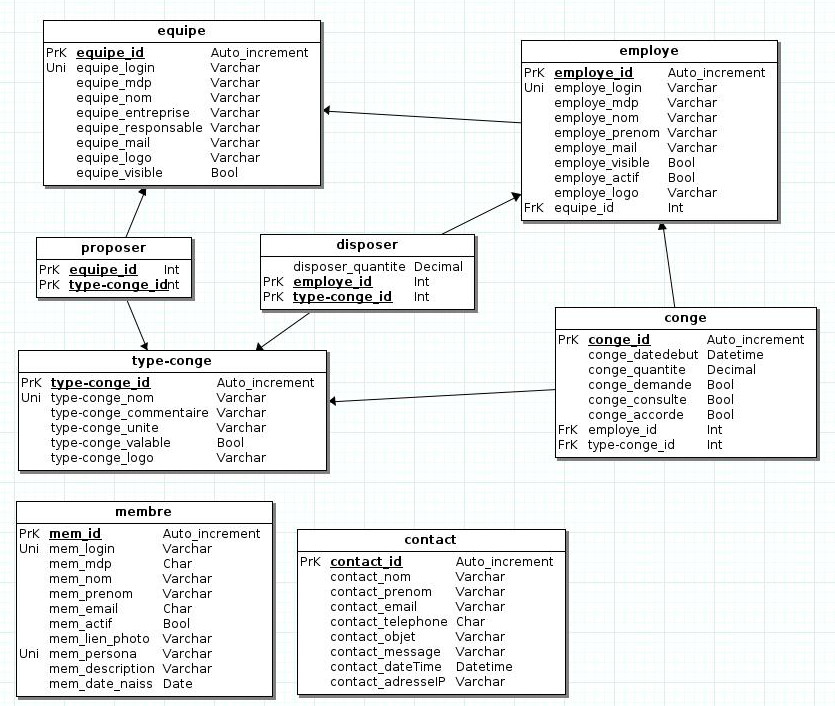 equipe
PrK equipe_id Auto_increment
Uni equipe_login Varchar
equipe_mdp Varchar
equipe_nom Varchar
equipe_entreprise Varchar
equipe_responsable Varchar
equipe_mail Varchar
equipe_logo Varchar
equipe_visible Bool
employe
PrK employe_id Auto_increment
Uni employe_login Varchar
employe_mdp Varchar
employe_nom Varchar
employe_prenom Varchar
employe_mail Varchar
employe_visible Bool
employe_actif Bool
employe_logo Varchar
FrK equipe_id Int
proposer
PrK equipe_id Int
PrK type-conge_id Int
disposer
disposer_quantite Decimal
PrK employe_id Int
PrK type-conge_id Int
conge
PrK conge_id Auto_increment
conge_datedebut Datetime
conge_quantite Decimal
conge_demande Bool
conge_consulte Bool
conge_accorde Bool
FrK employe_id Int
FrK type-conge_id Int
type-conge
PrK type-conge_id Auto_increment
Uni type-conge_nom Varchar
type-conge_commentaire Varchar
type-conge_unite Varchar
type-conge_valable Bool
type-conge_logo Varchar
membre
PrK mem_id Auto_increment
Uni mem_login Varchar
mem_mdp Char
mem_nom Varchar
mem_prenom Varchar
mem_email Char
mem_actif Bool
mem_lien_photo Varchar
Uni mem_persona Varchar
mem_description Varchar
mem_date_naiss Date
contact
PrK contact_id Auto_increment
contact_nom Varchar
contact_prenom Varchar
contact_email Varchar
contact_telephone Char
contact_objet Varchar
contact_message Varchar
contact_dateTime Datetime
contact_adresseIP Varchar